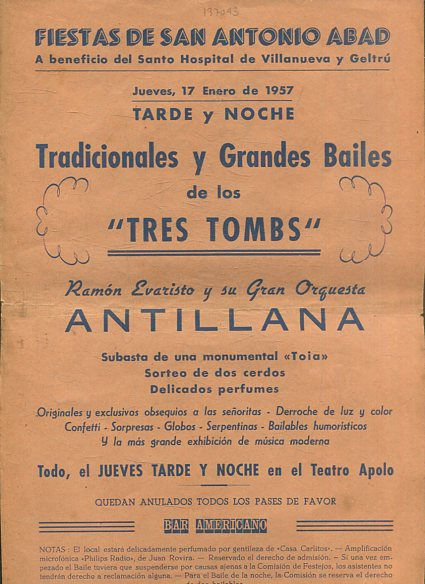 137043
FIESTAS DE SAN ANTONIO ABAD
A beneficio del Santo Hospital de Villanueva y Geltrú
Jueves, 17 Enero de 1957
TARDE y NOCHE
Tradicionales y Grandes Bailes
de los
"TRES TOMBS"
Ramón Evaristo y su Gran Orquesta
ANTILLANA
Subasta de una monumental «Toia»
Sorteo de dos cerdos
Delicados perfumes
Originales y exclusivos obsequios a las señoritas - Derroche de luz y color
Confetti - Sorpresas - Globos - Serpentinas - Bailables humorísticos
Y la más grande exhibición de música moderna
Todo, el JUEVES TARDE Y NOCHE en el Teatro Apolo
QUEDAN ANULADOS TODOS LOS PASES DE FAVOR
BAR AMERICANO
NOTAS: El local estará delicadamente perfumado por gentileza de «Casa Carlitos». — Amplificación
microfónica «Philips Radio», de Juan Rovira. — Reservado el derecho de admisión. — Si una vez em-
pezado el Baile tuviera que suspenderse por causas ajenas a la Comisión de Festejos, los asistentes no
tendrán derecho a reclamación alguna. — Para el Baile de la noche, la Comisión se reserva el derecho